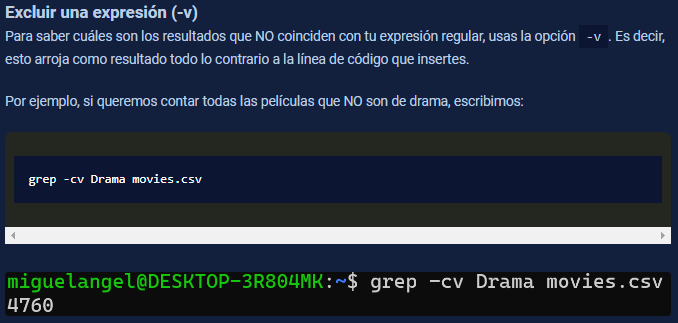 Excluir una expresión (-v)
Para saber cuáles son los resultados que NO coinciden con tu expresión regular, usas la opción -v. Es decir,
esto arroja como resultado todo lo contrario a la línea de código que insertes.
Por ejemplo, si queremos contar todas las películas que NO son de drama, escribimos:
grep -cv Drama movies.csv
miguelangel@DESKTOP-3R804MK:~$ grep -cv Drama movies.csv
4760